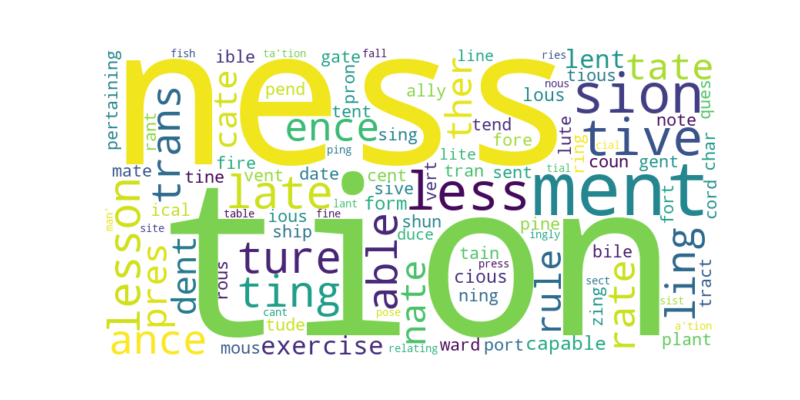 pertaining
rant
trans
cate
fish
ible
ta'tion
gate
pron
fall
line
ries
lent
tate
ness
pend
tent
ally
ther
tious
nous
lous
sion
ques
ence
sing
tend
fore
lute
ring
tive
note
char
ping
cial
mate
tine
fire
vent
date
cent
lite
tran
sent
vert
tial
coun
gent
cord
lesson
pres
ical
late
sive
form
less
ment
fort
man'
site
dent
table
ious
fine
lant
ship
able
shun
duce
pine
ingly
ling
rous
ture
tion
tain
press
cious
ning
bile
sect
zing
rate
sist
tract
ting
cant
tude
pose
nate
rule
a'tion
ance
mous
exercise
relating
ward
port
capable
plant